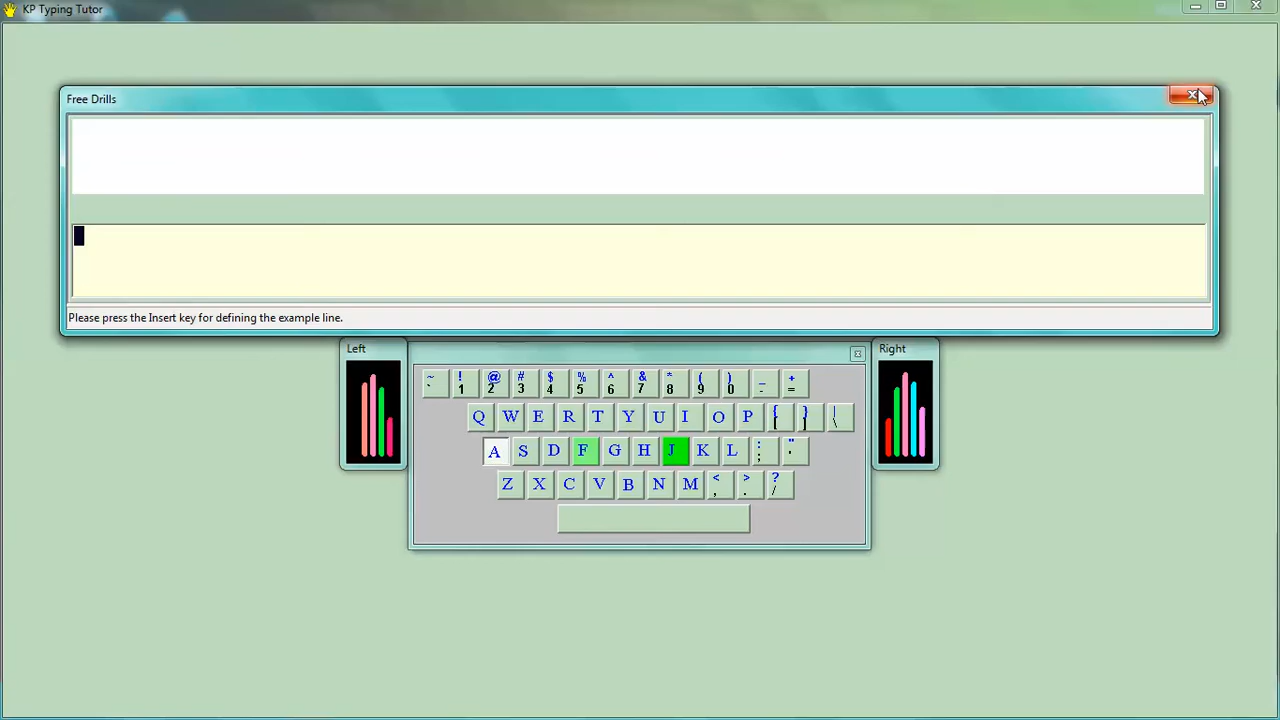 KP Typing Tutor
Free Drills
Please press the Insert key for defining the example line.
Left
Right
~ ! @ # $ % ^ & * ( ) _ +
` 1 2 3 4 5 6 7 8 9 0 - =
Q W E R T Y U I O P { } |
[ ] \
A S D F G H J K L : "
; '
Z X C V B N M < > ?
, . /